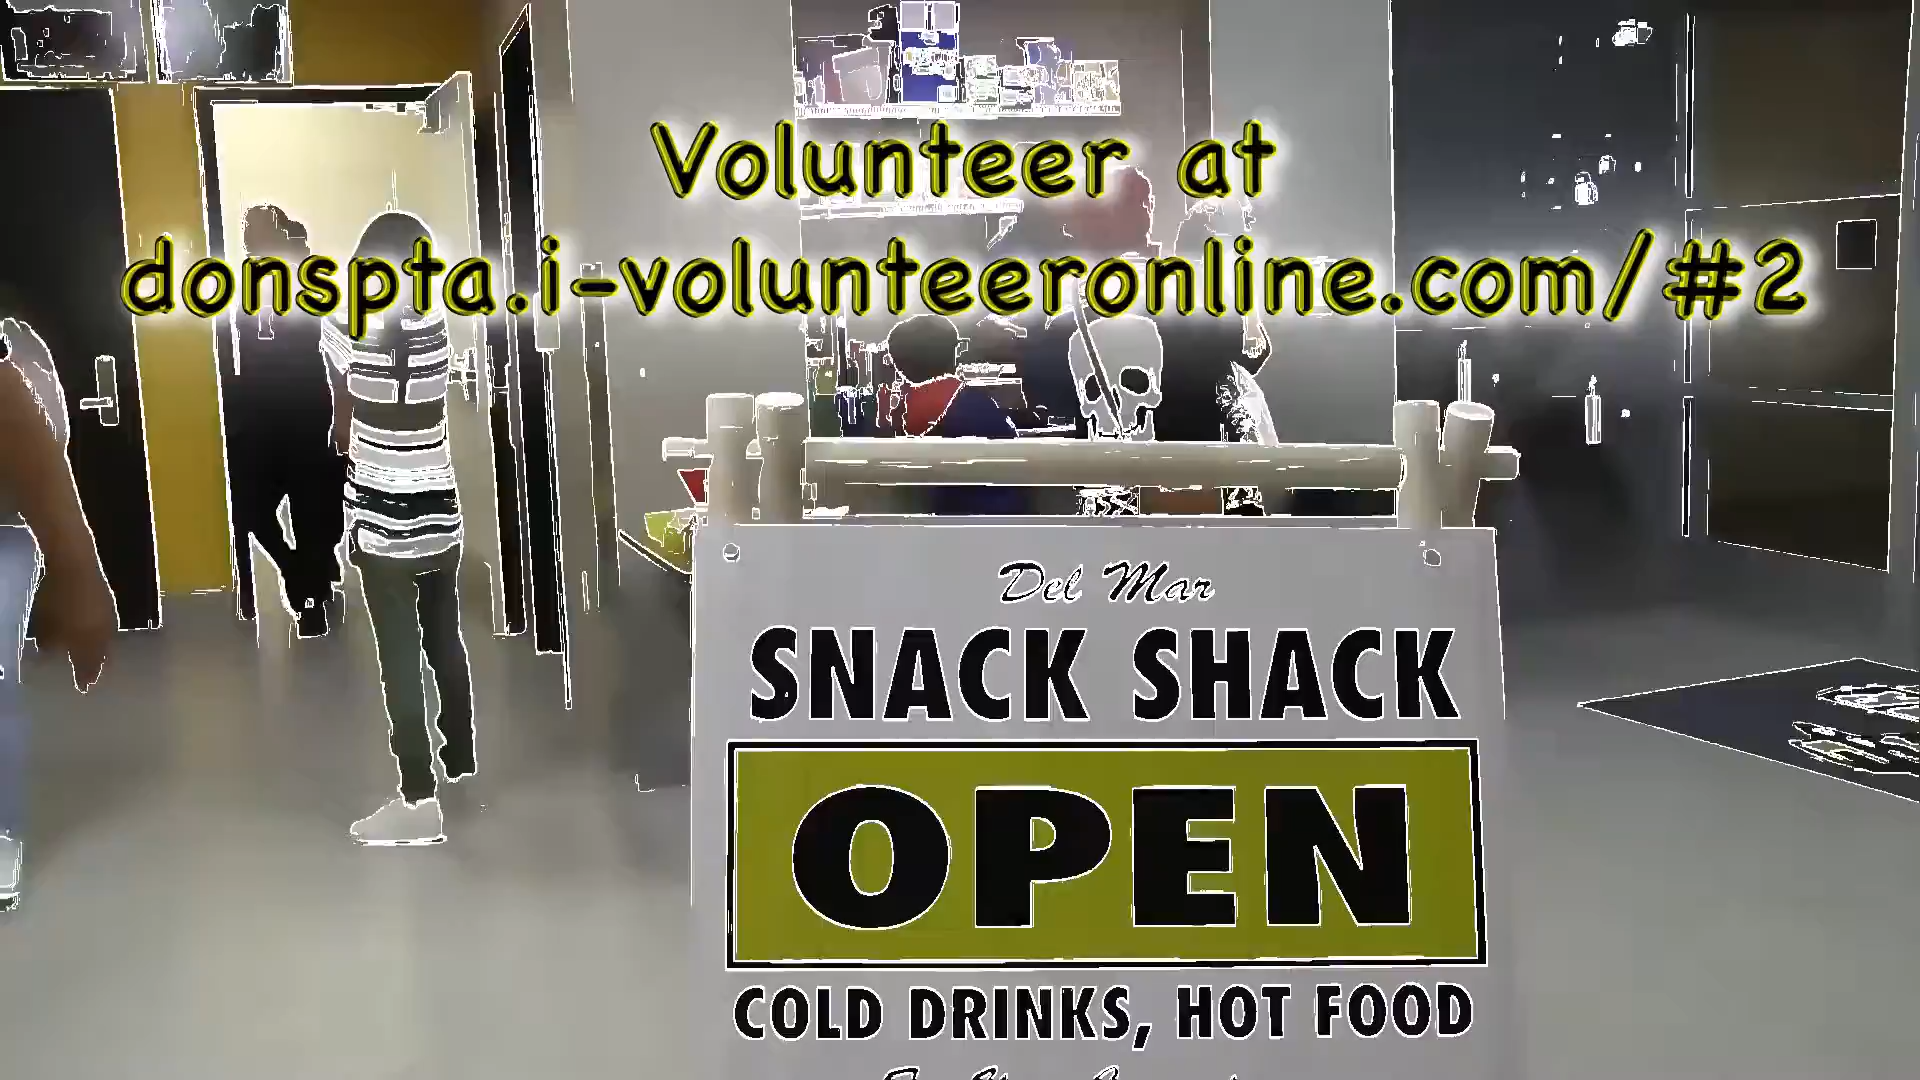 Volunteer at
donspta.i-volunteeronline.com/#2
Del Mar
SNACK SHACK
OPEN
COLD DRINKS, HOT FOOD